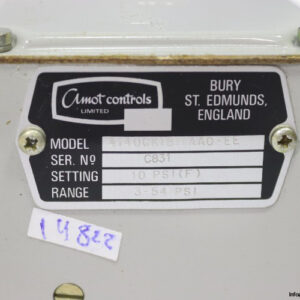 Amot controls
LIMITED
BURY
ST. EDMUNDS,
ENGLAND
MODEL
SER. Nº C831
SETTING 10 PSI(F)
RANGE 3-54 PSI
14822